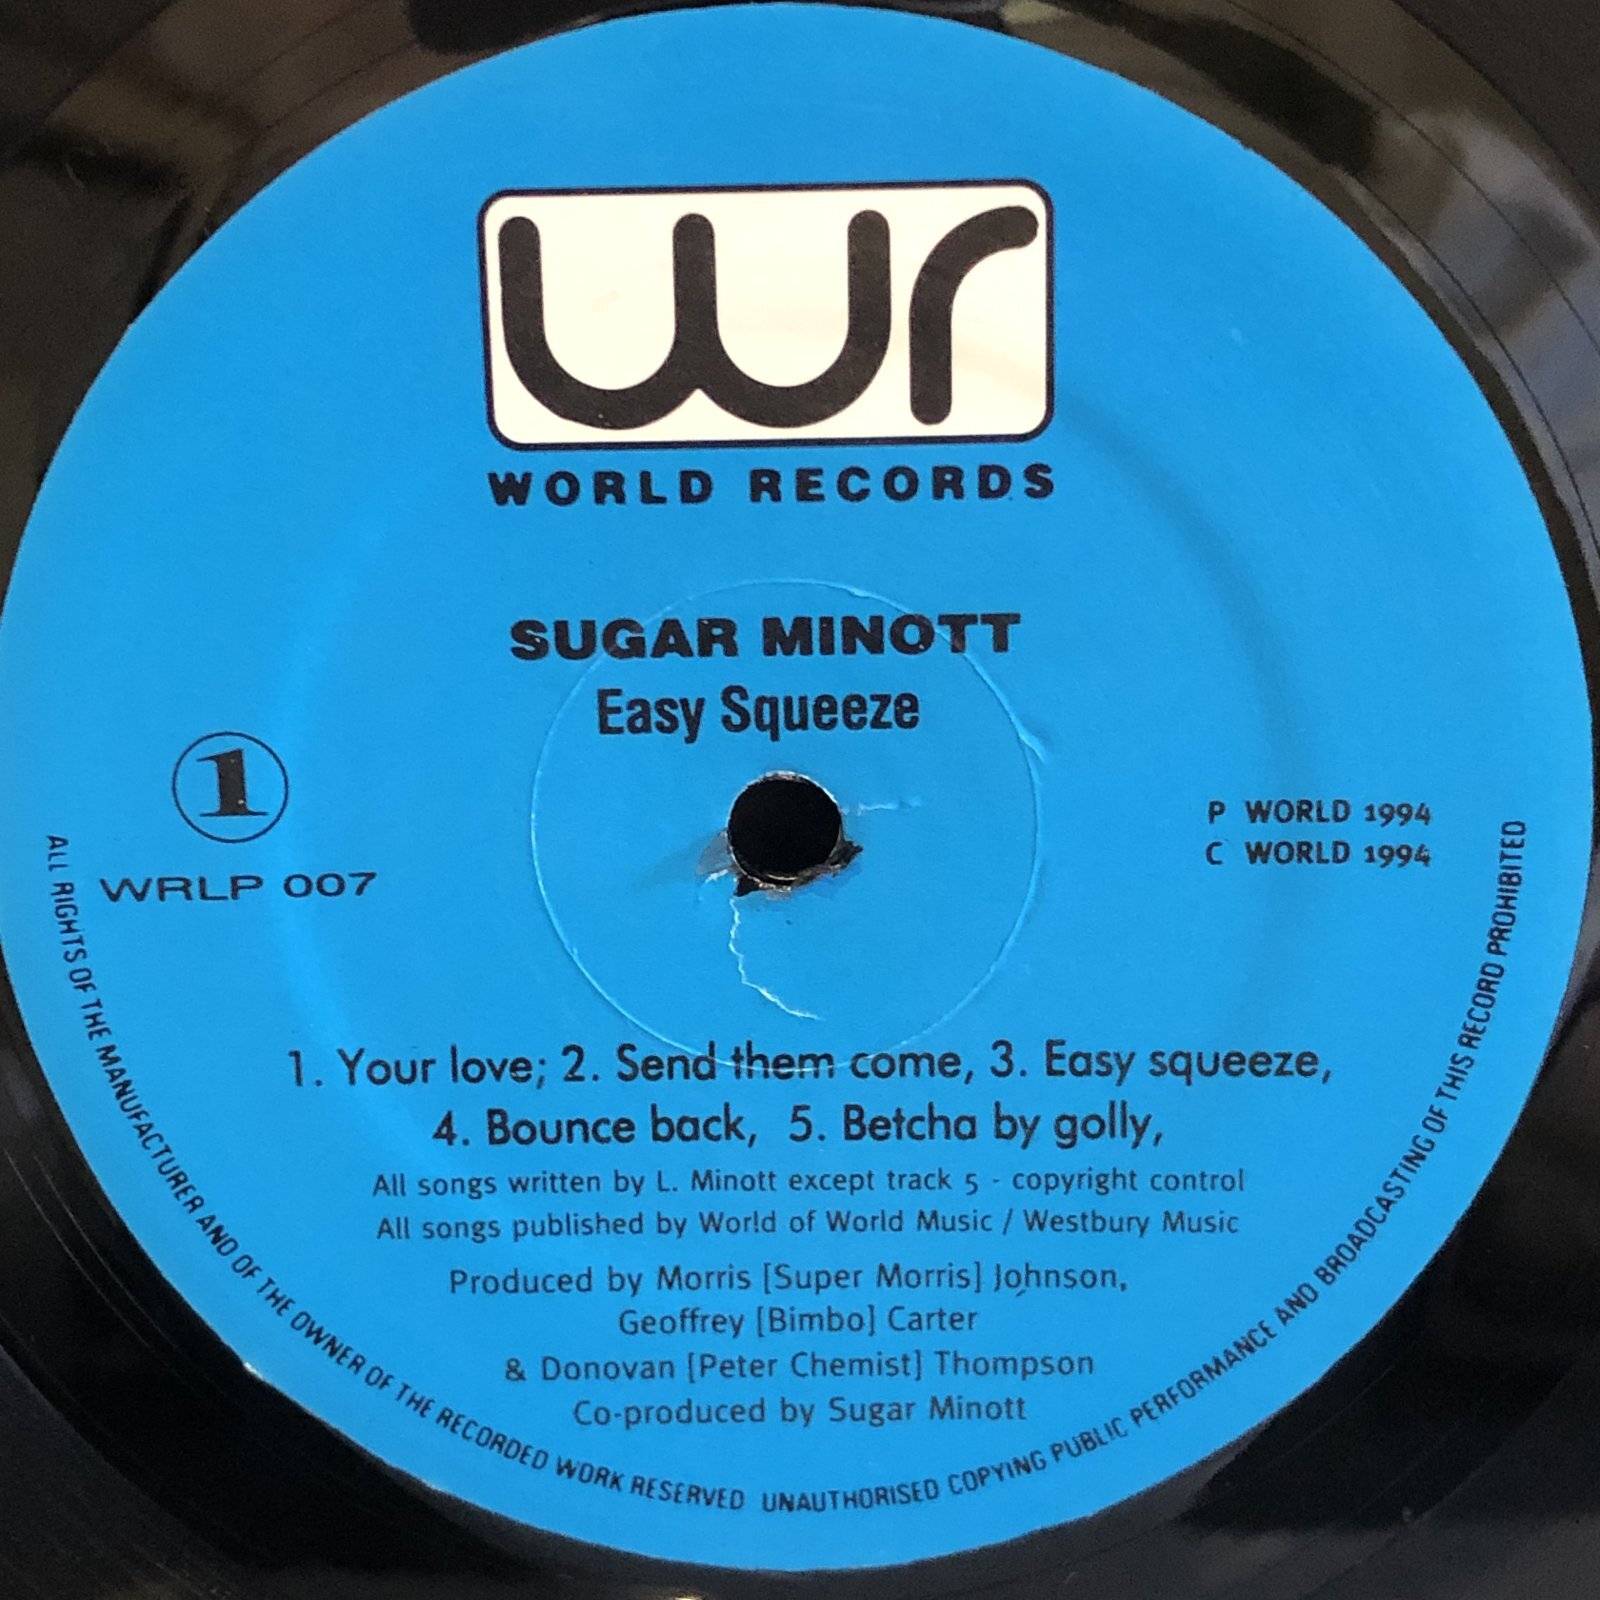 wr
WORLD RECORDS
SUGAR MINOTT
Easy Squeeze
1
WRLP 007
P WORLD 1994
C WORLD 1994
1. Your love; 2. Send them come, 3. Easy squeeze,
4. Bounce back, 5. Betcha by golly,
All songs written by L. Minott except track 5 - copyright control
All songs published by World of World Music / Westbury Music
Produced by Morris [Super Morris] Johnson,
Geoffrey [Bimbo] Carter
& Donovan [Peter Chemist] Thompson
Co-produced by Sugar Minott
ALL RIGHTS OF THE MANUFACTURER AND OF THE OWNER OF THE RECORDED WORK RESERVED UNAUTHORISED COPYING PUBLIC PERFORMANCE AND BROADCASTING OF THIS RECORD PROHIBITED